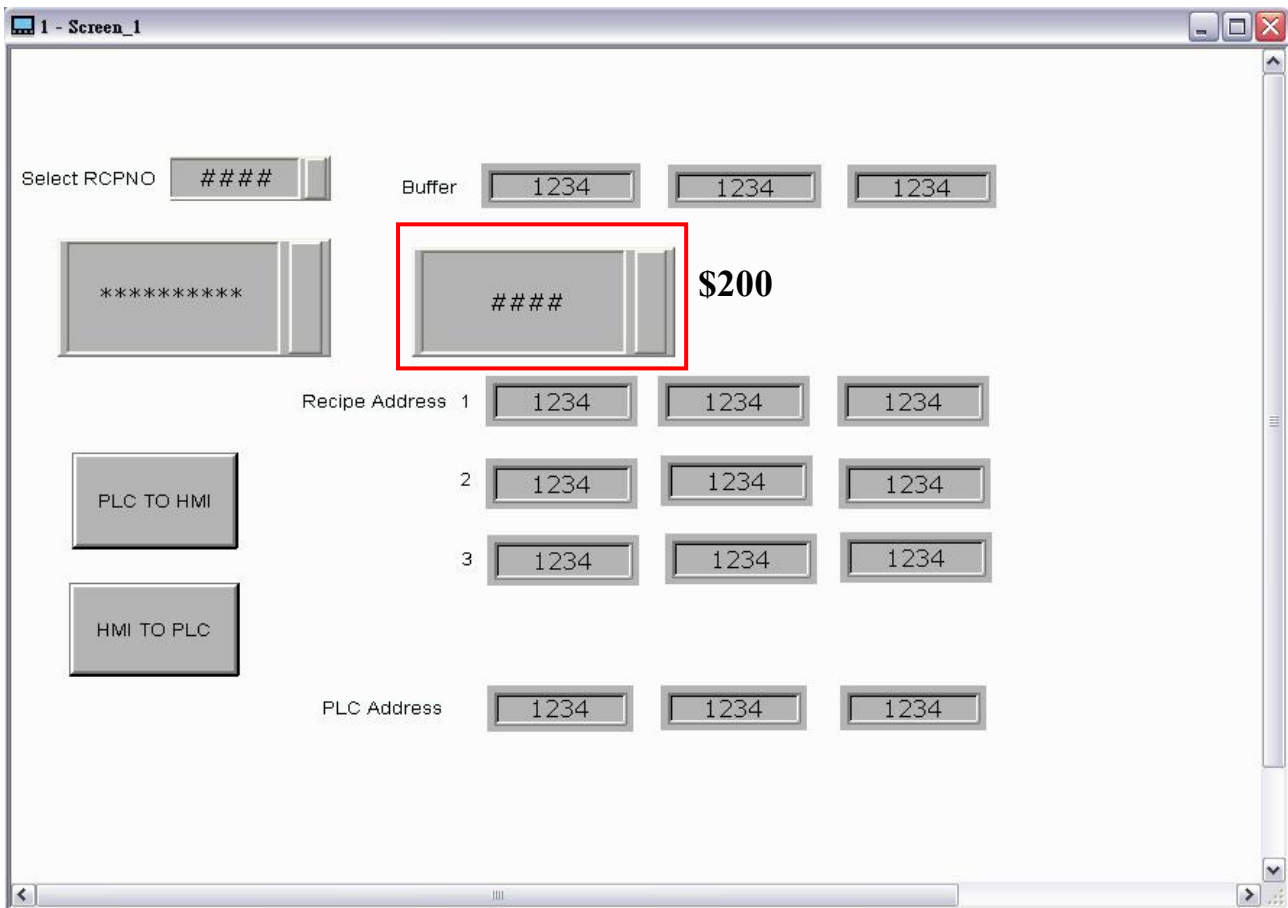 1 - Screen_1
Select RCPNO #### Buffer 1234 1234 1234
********** #### $200
Recipe Address 1 1234 1234 1234
PLC TO HMI 2 1234 1234 1234
3 1234 1234 1234
HMI TO PLC
PLC Address 1234 1234 1234